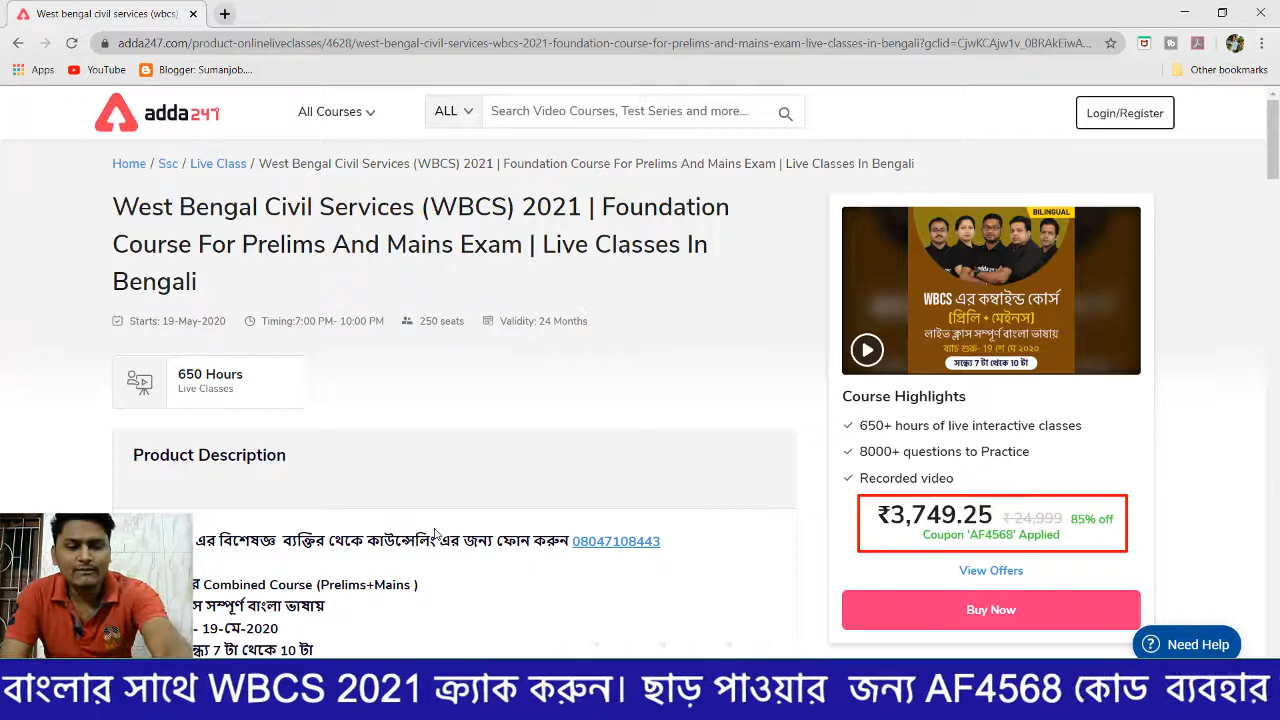 West bengal civil services (wbcs)
adda247.com/product-onlineliveclasses/4628/west-bengal-civil-services-wbcs-2021-foundation-course-for-prelims-and-mains-exam-live-classes-in-bengali?gclid=CjwKCAjw1v_0BRAkEiwA...
Apps YouTube Blogger: Sumanjob.... Other bookmarks
adda247 All Courses ALL Search Video Courses, Test Series and more... Login/Register
Home / Ssc / Live Class / West Bengal Civil Services (WBCS) 2021 | Foundation Course For Prelims And Mains Exam | Live Classes In Bengali
West Bengal Civil Services (WBCS) 2021 | Foundation
Course For Prelims And Mains Exam | Live Classes In
Bengali
Starts: 19-May-2020 Timing:7:00 PM- 10:00 PM 250 seats Validity: 24 Months
650 Hours
Live Classes
Product Description
এর বিশেষত ব্যক্তির থেকে কাউন্সেলিং এর জন্য ফোন করুন 08047108443
র Combined Course (Prelims+Mains )
স সম্পূর্ণ বাংলা ভাষায়
- 19-মে-2020
ন্ধ্যে 7 টা থেকে 10 টা
BILINGUAL
WBCS এর কম্বাইন্ড কোর্স
(প্রিলি + মেইনস)
লাইভ ক্লাস সম্পূর্ণ বাংলা ভাষায়
ব্যাচ শুরু- 19 শে মে ২০২০
সন্ধ্যে 7 টা থেকে 10 টা
Course Highlights
650+ hours of live interactive classes
8000+ questions to Practice
Recorded video
₹3,749.25 ₹ 24,999 85% off
Coupon 'AF4568' Applied
View Offers
Buy Now
Need Help
বাংলার সাথে WBCS 2021 ক্র্যাক করুন। ছাড় পাওয়ার জন্য AF4568 কোড ব্যবহার